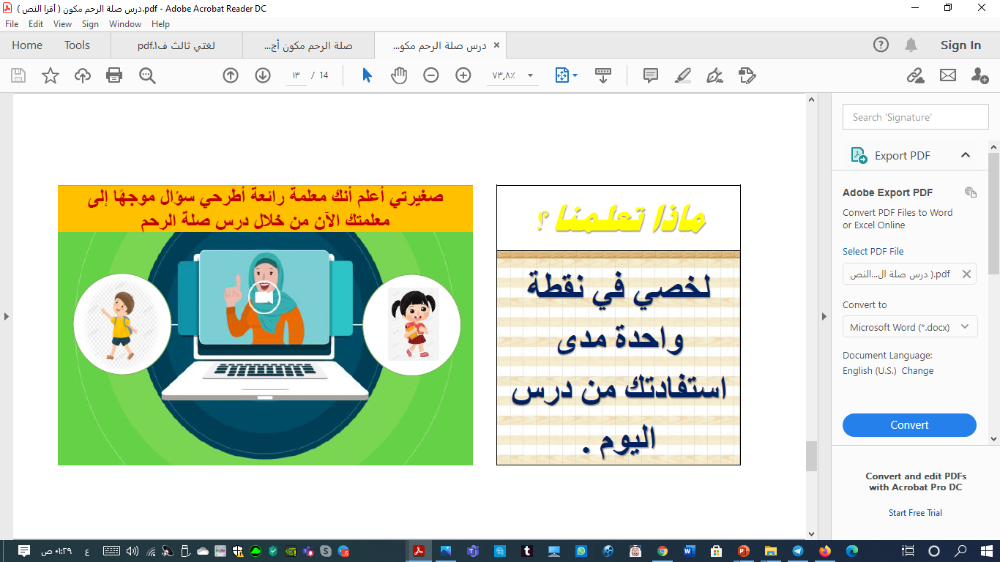 درس صلة الرحم مكون ( أقرا النص ).pdf - Adobe Acrobat Reader DC
File Edit View Sign Window Help
Home Tools لغتي ثالث ف١.pdf صلة الرحم مكون أج... درس صلة الرحم مكو... Sign In
١٣ / 14 ٧٣,٨٪
Search 'Signature'
Export PDF
Adobe Export PDF
Convert PDF Files to Word
or Excel Online
Select PDF File
درس صلة ال...النص ).pdf
Convert to
Microsoft Word (*.docx)
Document Language:
English (U.S.) Change
Convert
Convert and edit PDFs
with Acrobat Pro DC
Start Free Trial
ماذا تعلمنا ؟
لخصي في نقطة
واحدة مدى
استفادتك من درس
اليوم .
صغيرتي أعلم أنك معلمة رائعة أطرحي سؤال موجهًا إلى
معلمتك الآن من خلال درس صلة الرحم
٠١:٢٩ ص ع